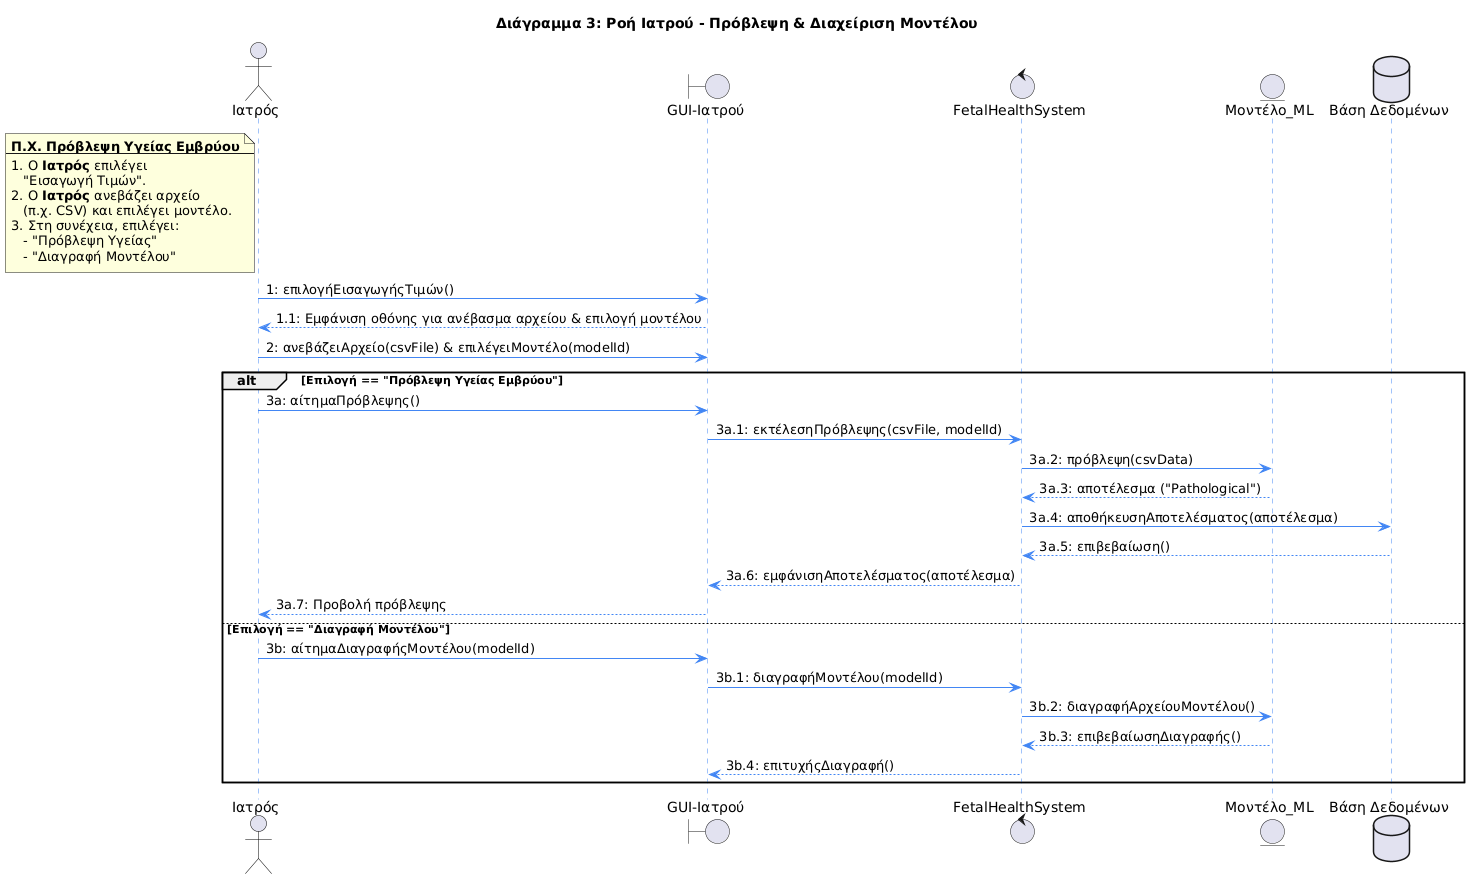 Διάγραμμα 3: Ροή Ιατρού - Πρόβλεψη & Διαχείριση Μοντέλου
Ιατρός
GUI-Ιατρού
FetalHealthSystem
Μοντέλο_ML
Βάση Δεδομένων
Π.Χ. Πρόβλεψη Υγείας Εμβρύου
1. Ο Ιατρός επιλέγει
"Εισαγωγή Τιμών".
2. Ο Ιατρός ανεβάζει αρχείο
(π.χ. CSV) και επιλέγει μοντέλο.
3. Στη συνέχεια, επιλέγει:
- "Πρόβλεψη Υγείας"
- "Διαγραφή Μοντέλου"
1: επιλογήΕισαγωγήςΤιμών()
1.1: Εμφάνιση οθόνης για ανέβασμα αρχείου & επιλογή μοντέλου
2: ανεβάζειΑρχείο(csvFile) & επιλέγειΜοντέλο(modelId)
alt [Επιλογή == "Πρόβλεψη Υγείας Εμβρύου"]
3a: αίτημαΠρόβλεψης()
3a.1: εκτέλεσηΠρόβλεψης(csvFile, modelId)
3a.2: πρόβλεψη(csvData)
3a.3: αποτέλεσμα ("Pathological")
3a.4: αποθήκευσηΑποτελέσματος(αποτέλεσμα)
3a.5: επιβεβαίωση()
3a.6: εμφάνισηΑποτελέσματος(αποτέλεσμα)
3a.7: Προβολή πρόβλεψης
[Επιλογή == "Διαγραφή Μοντέλου"]
3b: αίτημαΔιαγραφήςΜοντέλου(modelId)
3b.1: διαγραφήΜοντέλου(modelId)
3b.2: διαγραφήΑρχείουΜοντέλου()
3b.3: επιβεβαίωσηΔιαγραφής()
3b.4: επιτυχήςΔιαγραφή()
Ιατρός
GUI-Ιατρού
FetalHealthSystem
Μοντέλο_ML
Βάση Δεδομένων